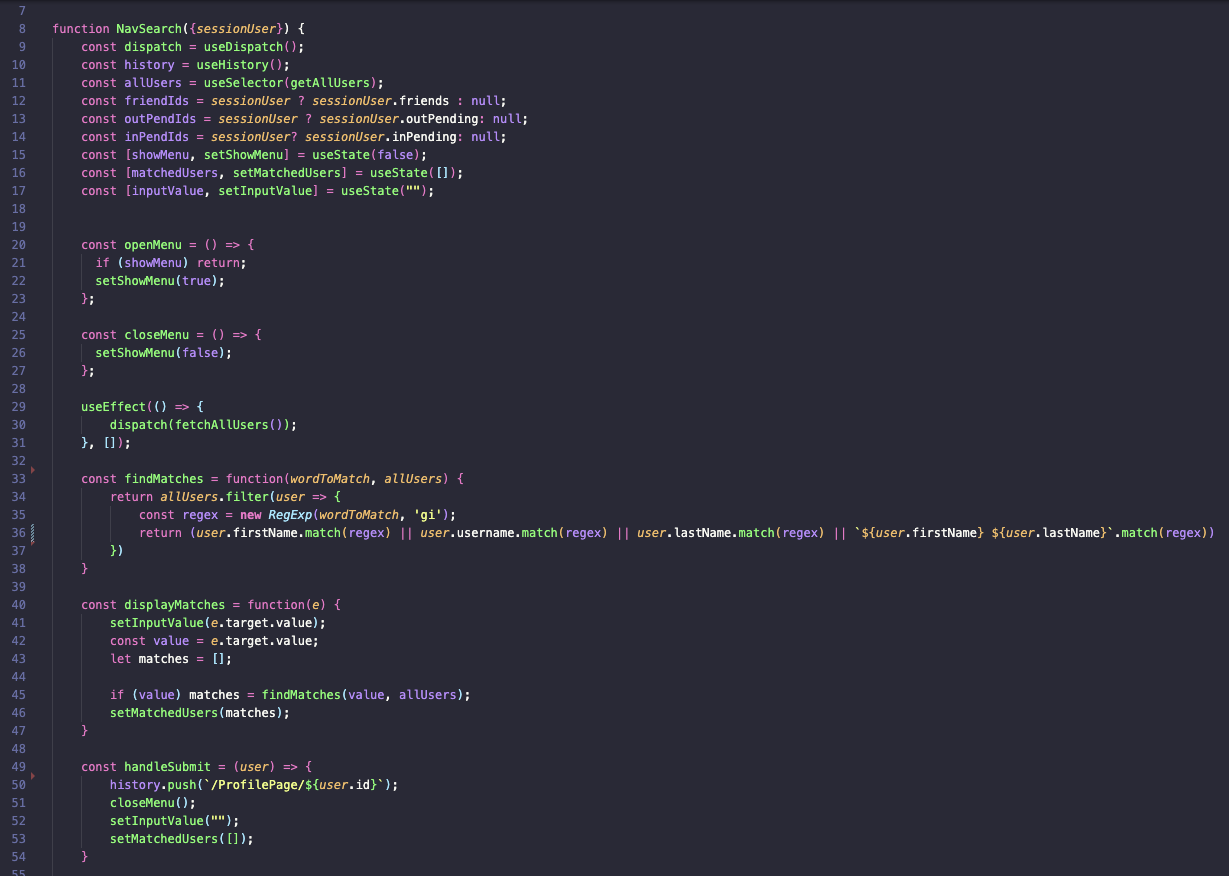 7
8 function NavSearch({sessionUser}) {
9 const dispatch = useDispatch();
10 const history = useHistory();
11 const allUsers = useSelector(getAllUsers);
12 const friendIds = sessionUser ? sessionUser.friends : null;
13 const outPendIds = sessionUser ? sessionUser.outPending: null;
14 const inPendIds = sessionUser? sessionUser.inPending: null;
15 const [showMenu, setShowMenu] = useState(false);
16 const [matchedUsers, setMatchedUsers] = useState([]);
17 const [inputValue, setInputValue] = useState("");
18
19
20 const openMenu = () => {
21 if (showMenu) return;
22 setShowMenu(true);
23 };
24
25 const closeMenu = () => {
26 setShowMenu(false);
27 };
28
29 useEffect(() => {
30 dispatch(fetchAllUsers());
31 }, []);
32
33 const findMatches = function(wordToMatch, allUsers) {
34 return allUsers.filter(user => {
35 const regex = new RegExp(wordToMatch, 'gi');
36 return (user.firstName.match(regex) || user.username.match(regex) || user.lastName.match(regex) || `${user.firstName} ${user.lastName}`.match(regex))
37 })
38 }
39
40 const displayMatches = function(e) {
41 setInputValue(e.target.value);
42 const value = e.target.value;
43 let matches = [];
44
45 if (value) matches = findMatches(value, allUsers);
46 setMatchedUsers(matches);
47 }
48
49 const handleSubmit = (user) => {
50 history.push(`/ProfilePage/${user.id}`);
51 closeMenu();
52 setInputValue("");
53 setMatchedUsers([]);
54 }
55